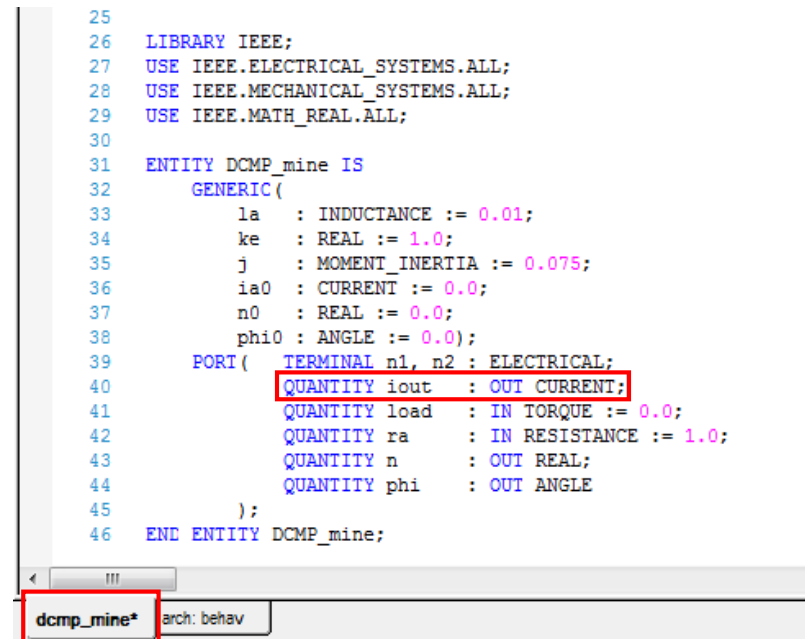 25
26 LIBRARY IEEE;
27 USE IEEE.ELECTRICAL_SYSTEMS.ALL;
28 USE IEEE.MECHANICAL_SYSTEMS.ALL;
29 USE IEEE.MATH_REAL.ALL;
30
31 ENTITY DCMP_mine IS
32 GENERIC(
33 la : INDUCTANCE := 0.01;
34 ke : REAL := 1.0;
35 j : MOMENT_INERTIA := 0.075;
36 ia0 : CURRENT := 0.0;
37 n0 : REAL := 0.0;
38 phi0 : ANGLE := 0.0);
39 PORT( TERMINAL n1, n2 : ELECTRICAL;
40 QUANTITY iout : OUT CURRENT;
41 QUANTITY load : IN TORQUE := 0.0;
42 QUANTITY ra : IN RESISTANCE := 1.0;
43 QUANTITY n : OUT REAL;
44 QUANTITY phi : OUT ANGLE
45 );
46 END ENTITY DCMP_mine;
dcmp_mine* arch: behav